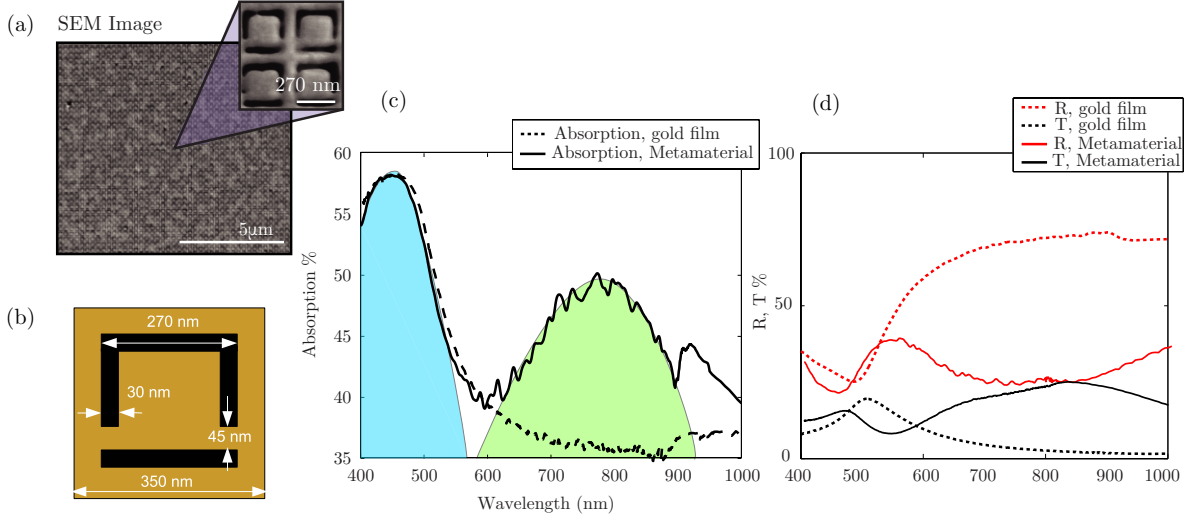 (a)
SEM Image
270 nm
5µm
(b)
270 nm
30 nm
45 nm
350 nm
(c)
Absorption, gold film
Absorption, Metamaterial
60
55
50
45
40
35
400 500 600 700 800 900 1000
Absorption %
Wavelength (nm)
(d)
R, gold film
T, gold film
R, Metamaterial
T, Metamaterial
100
50
0
400 500 600 700 800 900 1000
R, T %